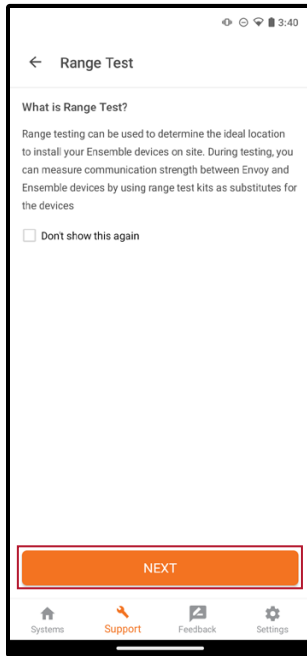 3:40
Range Test
What is Range Test?
Range testing can be used to determine the ideal location
to install your Ensemble devices on site. During testing, you
can measure communication strength between Envoy and
Ensemble devices by using range test kits as substitutes for
the devices
Don't show this again
NEXT
Systems
Support
Feedback
Settings